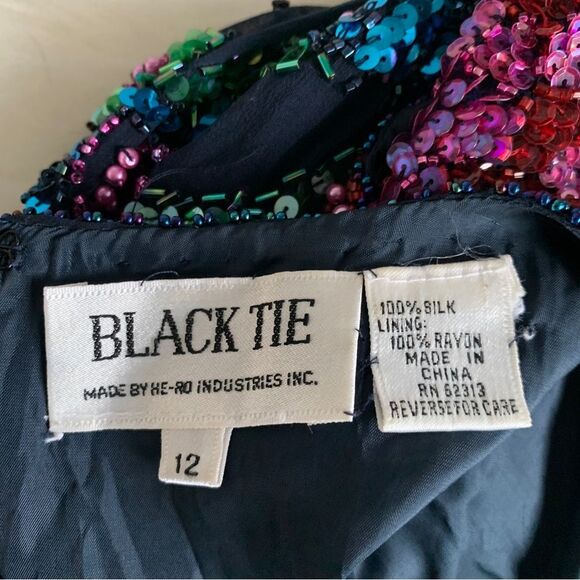 BLACK TIE
MADE BY HE-RO INDUSTRIES INC.
12
100% SILK
LINING:
100% RAYON
MADE IN
CHINA
RN 62313
REVERSE FOR CARE